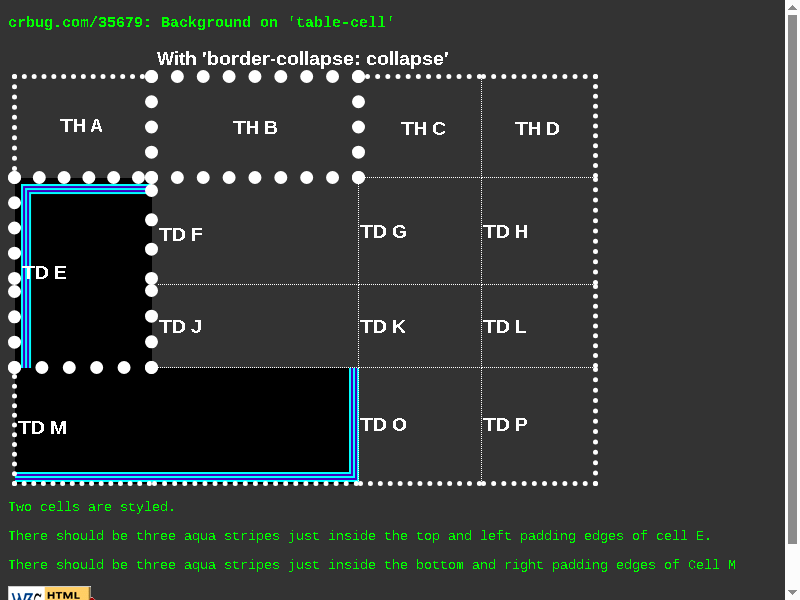 crbug.com/35679: Background on 'table-cell'
With 'border-collapse: collapse'
TH A TH B TH C TH D
TD E TD F TD G TD H
TD J TD K TD L
TD M TD O TD P
Two cells are styled.
There should be three aqua stripes just inside the top and left padding edges of cell E.
There should be three aqua stripes just inside the bottom and right padding edges of Cell M
W3C HTML